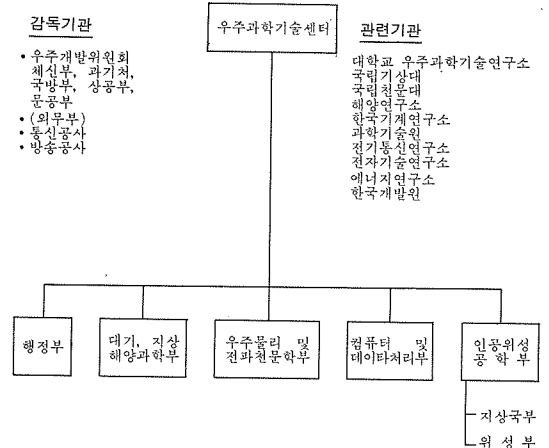 감독기관
• 우주개발위원회
체신부, 과기처,
국방부, 상공부,
문공부
• (외무부)
• 통신공사
• 방송공사
우주과학기술센터
관련기관
대학교 우주과학기술연구소
국립기상대
국립천문대
해양연구소
한국기계연구소
과학기술원
전기통신연구소
전자기술연구소
에너지연구소
한국개발원
행정부
대기, 지상
해양과학부
우주물리 및
전파천문학부
컴퓨터 및
데이타처리부
인공위성
공학부
지상국부
위성부